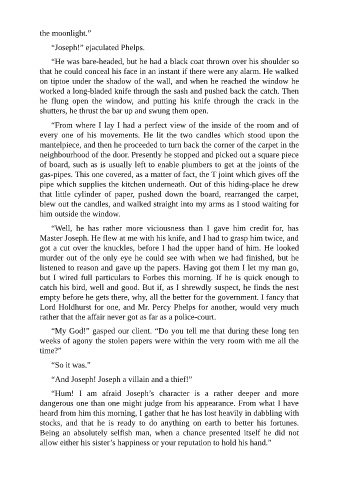 the moonlight.”
“Joseph!” ejaculated Phelps.
“He was bare-headed, but he had a black coat thrown over his shoulder so
that he could conceal his face in an instant if there were any alarm. He walked
on tiptoe under the shadow of the wall, and when he reached the window he
worked a long-bladed knife through the sash and pushed back the catch. Then
he flung open the window, and putting his knife through the crack in the
shutters, he thrust the bar up and swung them open.
“From where I lay I had a perfect view of the inside of the room and of
every one of his movements. He lit the two candles which stood upon the
mantelpiece, and then he proceeded to turn back the corner of the carpet in the
neighbourhood of the door. Presently he stopped and picked out a square piece
of board, such as is usually left to enable plumbers to get at the joints of the
gas-pipes. This one covered, as a matter of fact, the T joint which gives off the
pipe which supplies the kitchen underneath. Out of this hiding-place he drew
that little cylinder of paper, pushed down the board, rearranged the carpet,
blew out the candles, and walked straight into my arms as I stood waiting for
him outside the window.
“Well, he has rather more viciousness than I gave him credit for, has
Master Joseph. He flew at me with his knife, and I had to grasp him twice, and
got a cut over the knuckles, before I had the upper hand of him. He looked
murder out of the only eye he could see with when we had finished, but he
listened to reason and gave up the papers. Having got them I let my man go,
but I wired full particulars to Forbes this morning. If he is quick enough to
catch his bird, well and good. But if, as I shrewdly suspect, he finds the nest
empty before he gets there, why, all the better for the government. I fancy that
Lord Holdhurst for one, and Mr. Percy Phelps for another, would very much
rather that the affair never got as far as a police-court.
“My God!” gasped our client. “Do you tell me that during these long ten
weeks of agony the stolen papers were within the very room with me all the
time?”
“So it was.”
“And Joseph! Joseph a villain and a thief!”
“Hum! I am afraid Joseph’s character is a rather deeper and more
dangerous one than one might judge from his appearance. From what I have
heard from him this morning, I gather that he has lost heavily in dabbling with
stocks, and that he is ready to do anything on earth to better his fortunes.
Being an absolutely selfish man, when a chance presented itself he did not
allow either his sister’s happiness or your reputation to hold his hand.”